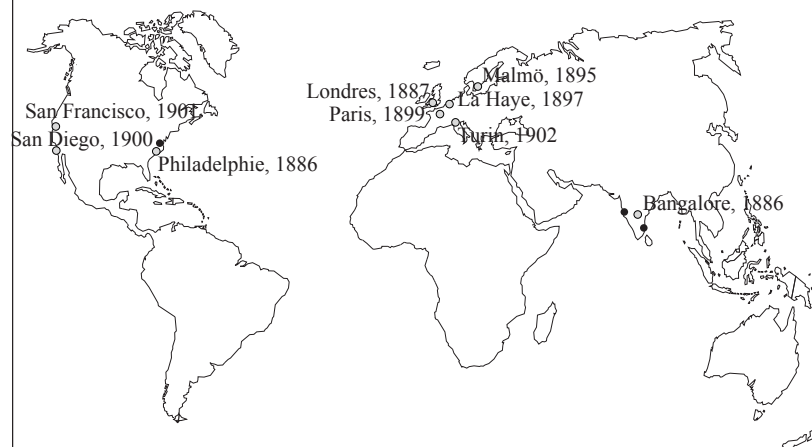 Malmö, 1895
Londres, 1887
La Haye, 1897
San Francisco, 1901
Paris, 1899
San Diego, 1900
Turin, 1902
Philadelphie, 1886
Bangalore, 1886